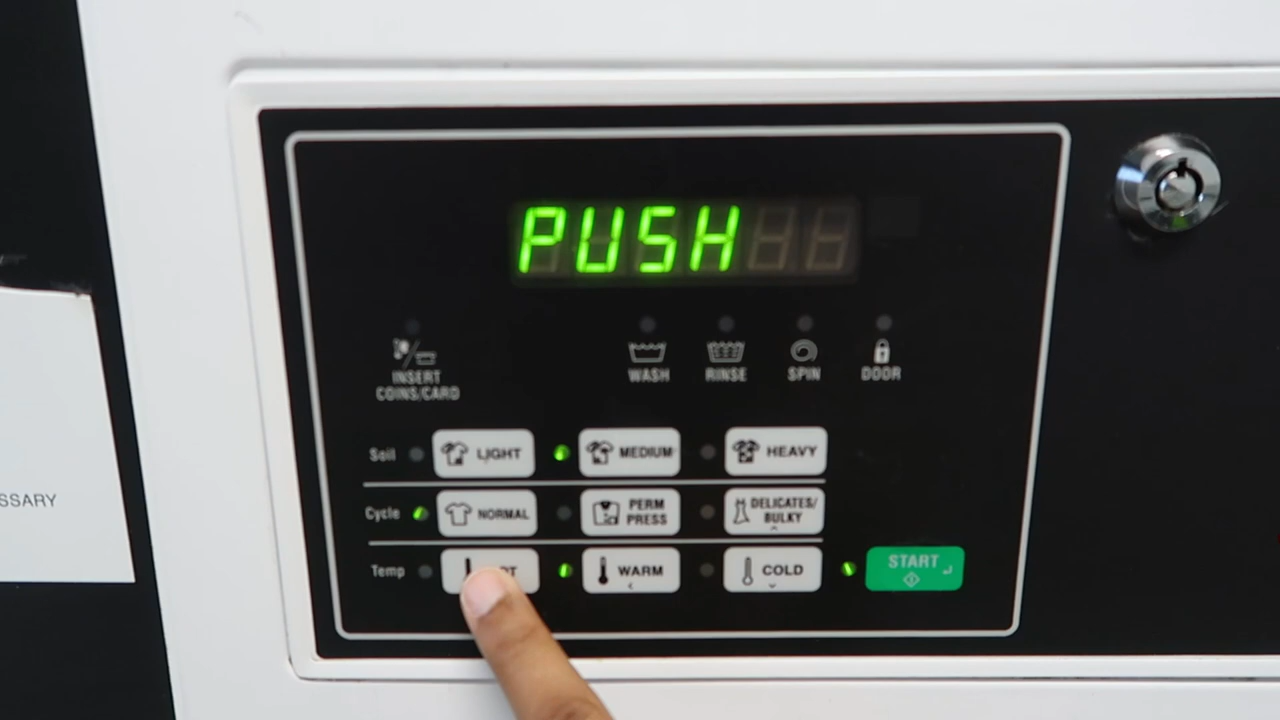 PUSH
INSERT
COINS/CARD
WASH RINSE SPIN DOOR
Soil LIGHT MEDIUM HEAVY
Cycle NORMAL PERM PRESS DELICATES/ BULKY
Temp WARM COLD START
SSARY